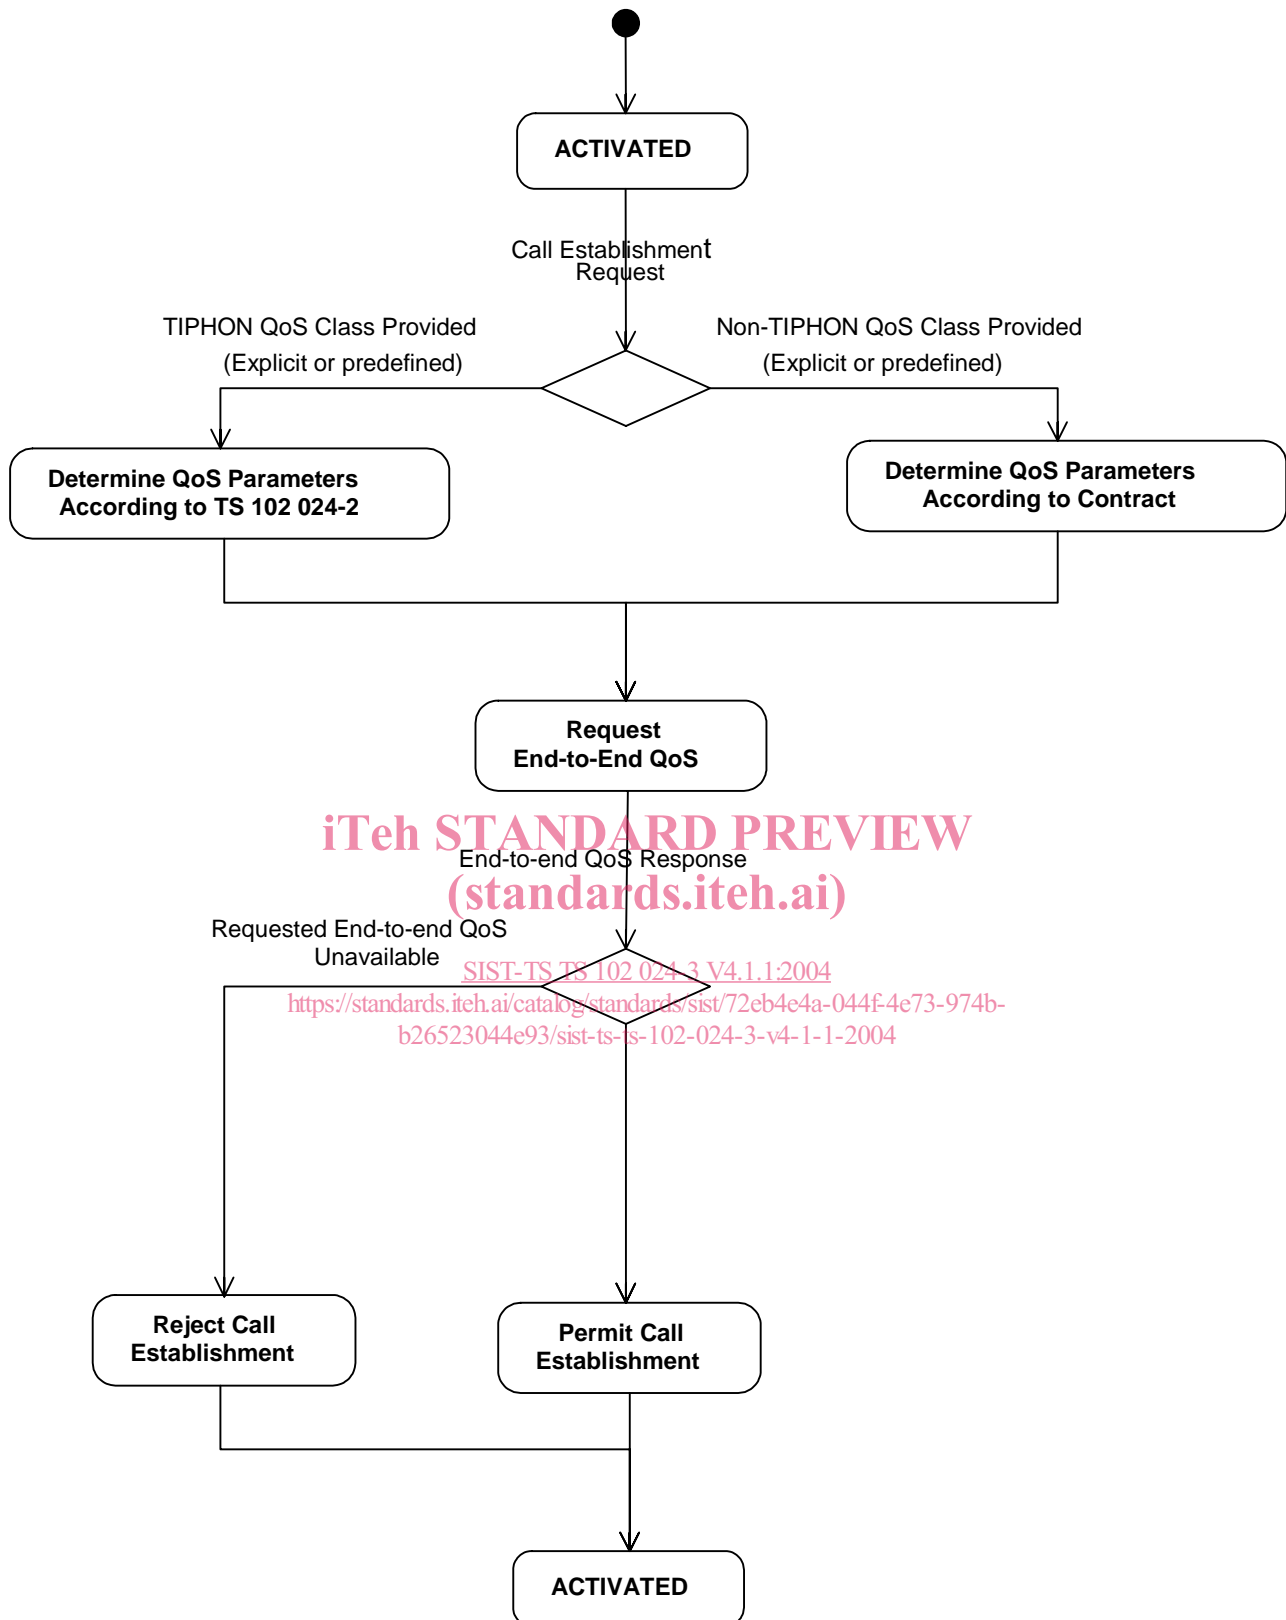 ACTIVATED
Call Establishment
Request
TIPHON QoS Class Provided
(Explicit or predefined)
Non-TIPHON QoS Class Provided
(Explicit or predefined)
Determine QoS Parameters
According to TS 102 024-2
Determine QoS Parameters
According to Contract
Request
End-to-End QoS
iTeh STANDARD PREVIEW
End-to-end QoS Response
(standards.iteh.ai)
Requested End-to-end QoS
Unavailable
SIST-TS TS 102 024-3 V4.1.1:2004
https://standards.iteh.ai/catalog/standards/sist/72eb4e4a-044f-4e73-974b-
b26523044e93/sist-ts-ts-102-024-3-v4-1-1-2004
Reject Call
Establishment
Permit Call
Establishment
ACTIVATED